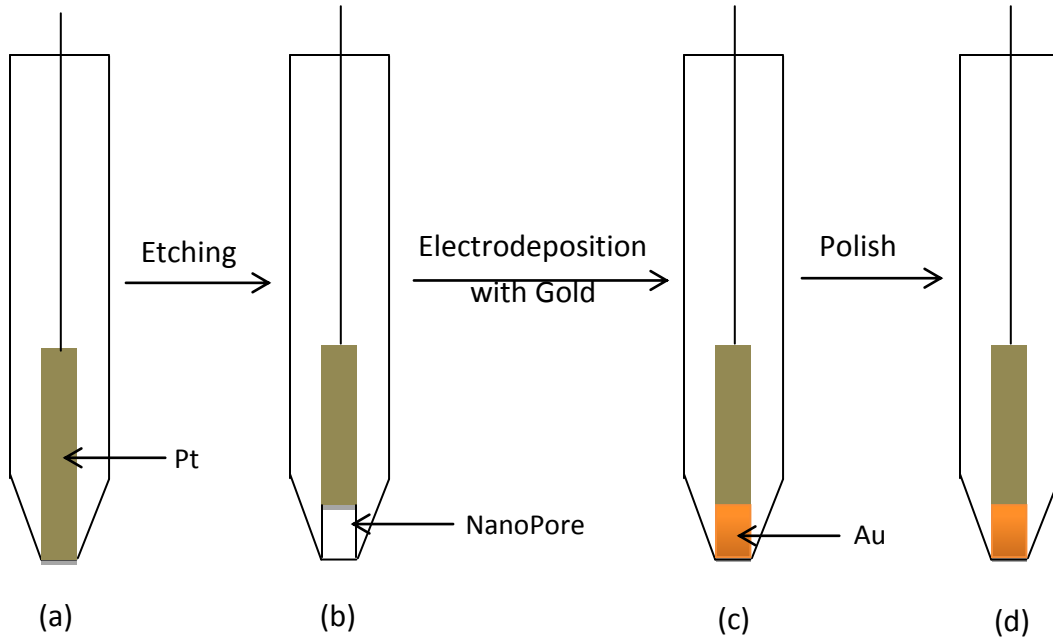 Etching
Electrodeposition
with Gold
Polish
Pt
NanoPore
Au
(a)
(b)
(c)
(d)